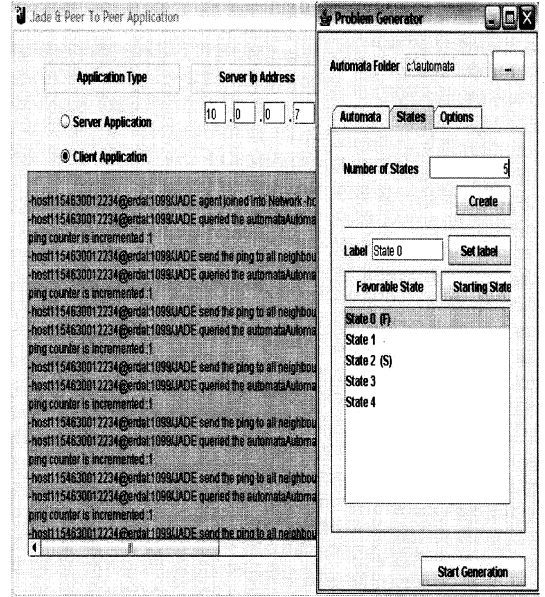 Jade & Peer To Peer Application
Application Type
Server Ip Address
Server Application
10 . 0 . 0 . 7
Client Application
-host1154630012234@erdal:1099/JADE agent joined into Network -ho
-host1154630012234@erdal:1099/JADE queried the automataAutoma
ping counter is incremented :1
-host1154630012234@erdal:1099/JADE send the ping to all neighbou
-host1154630012234@erdal:1099/JADE queried the automataAutoma
ping counter is incremented :1
-host1154630012234@erdal:1099/JADE send the ping to all neighbou
-host1154630012234@erdal:1099/JADE queried the automataAutoma
ping counter is incremented :1
-host1154630012234@erdal:1099/JADE send the ping to all neighbou
-host1154630012234@erdal:1099/JADE queried the automataAutoma
ping counter is incremented :1
-host1154630012234@erdal:1099/JADE send the ping to all neighbou
-host1154630012234@erdal:1099/JADE queried the automataAutoma
ping counter is incremented :1
-host1154630012234@erdal:1099/JADE send the ping to all neighbou
-host1154630012234@erdal:1099/JADE queried the automataAutoma
ping counter is incremented :1
-host1154630012234@erdal:1099/JADE send the ping to all neighbou
Problem Generator
Automata Folder c:\automata ...
Automata States Options
Number of States 5
Create
Label State 0 Set label
Favorable State Starting State
State 0 (F)
State 1
State 2 (S)
State 3
State 4
Start Generation